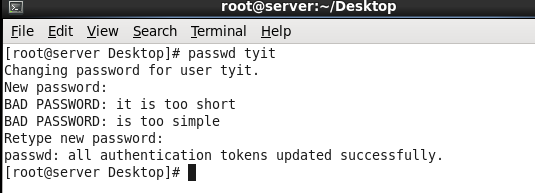 root@server:~/Desktop
File Edit View Search Terminal Help
[root@server Desktop]# passwd tyit
Changing password for user tyit.
New password:
BAD PASSWORD: it is too short
BAD PASSWORD: is too simple
Retype new password:
passwd: all authentication tokens updated successfully.
[root@server Desktop]#